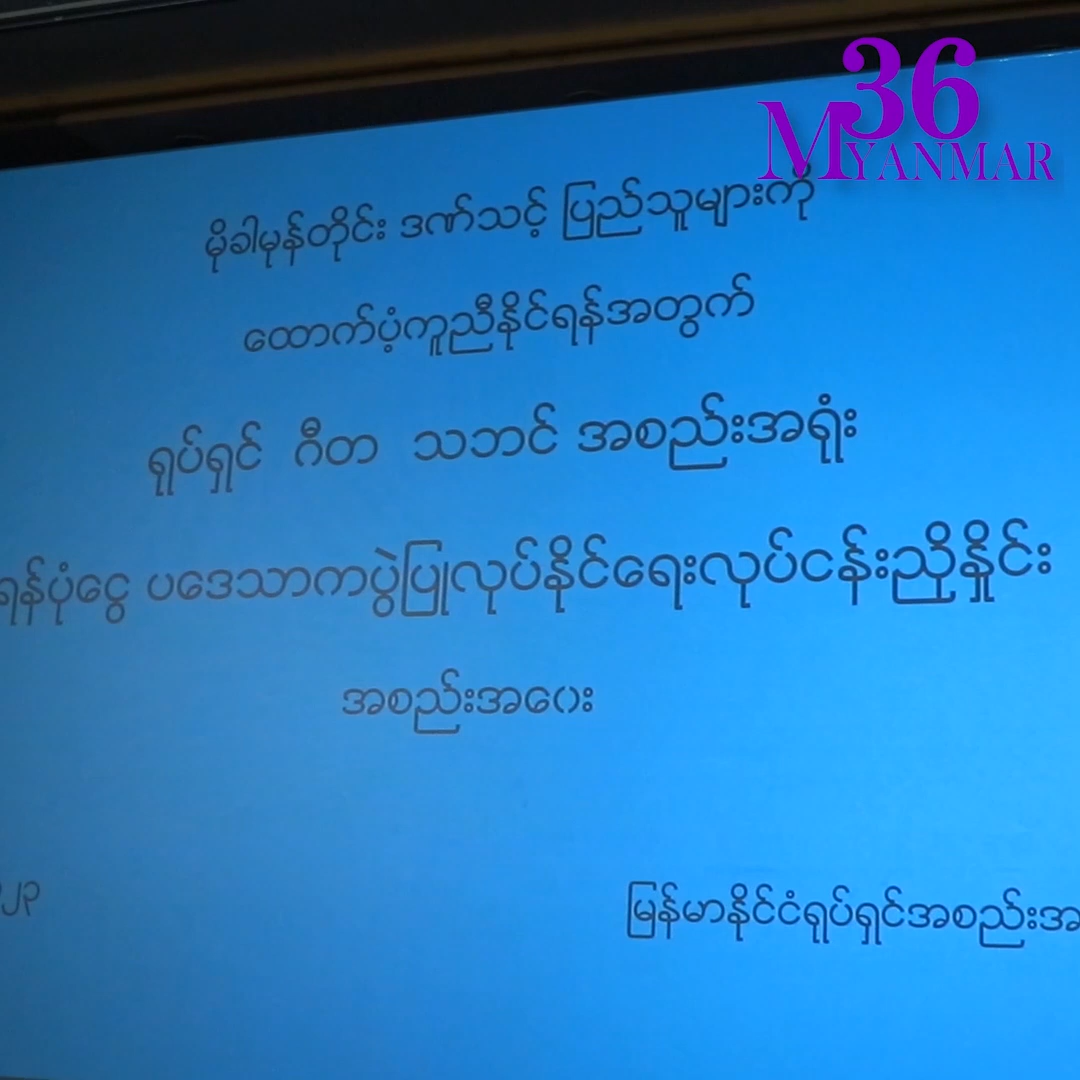 36
MYANMAR
မိုခါမုန်တိုင်း ဒဏ်သင့် ပြည်သူများကို
ထောက်ပံ့ကူညီနိုင်ရန်အတွက်
ရုပ်ရှင် ဂီတ သဘင် အစည်းအရုံး
ရန်ပုံငွေ ပဒေသာကပွဲပြုလုပ်နိုင်ရေးလုပ်ငန်းညှိနှိုင်း
အစည်းအဝေး
၂၃
မြန်မာနိုင်ငံရုပ်ရှင်အစည်းအ